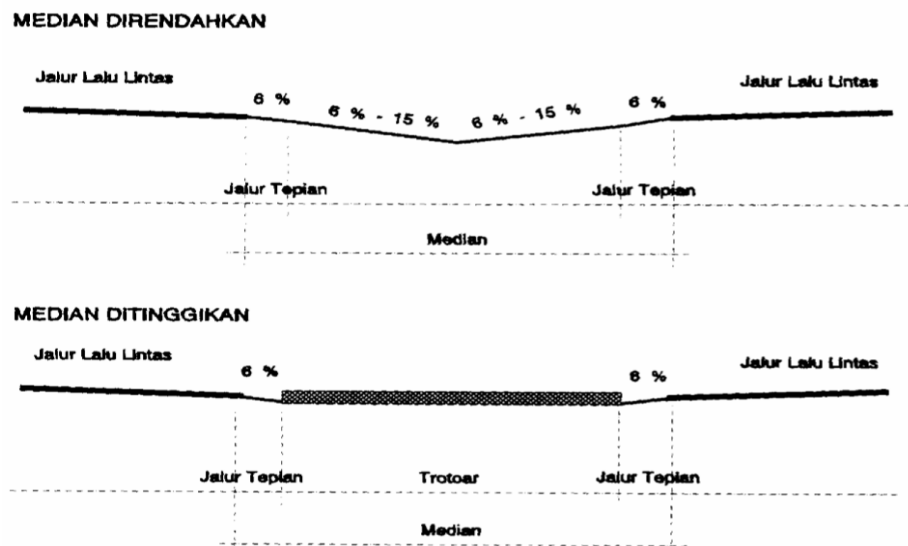 MEDIAN DIRENDAHKAN
Jalur Lalu Lintas
Jalur Lalu Lintas
6 %
6 % - 15 %
6 % - 15 %
6 %
Jalur Tepian
Jalur Tepian
Median
MEDIAN DITINGGIKAN
Jalur Lalu Lintas
Jalur Lalu Lintas
6 %
6 %
Jalur Tepian
Trotoar
Jalur Tepian
Median